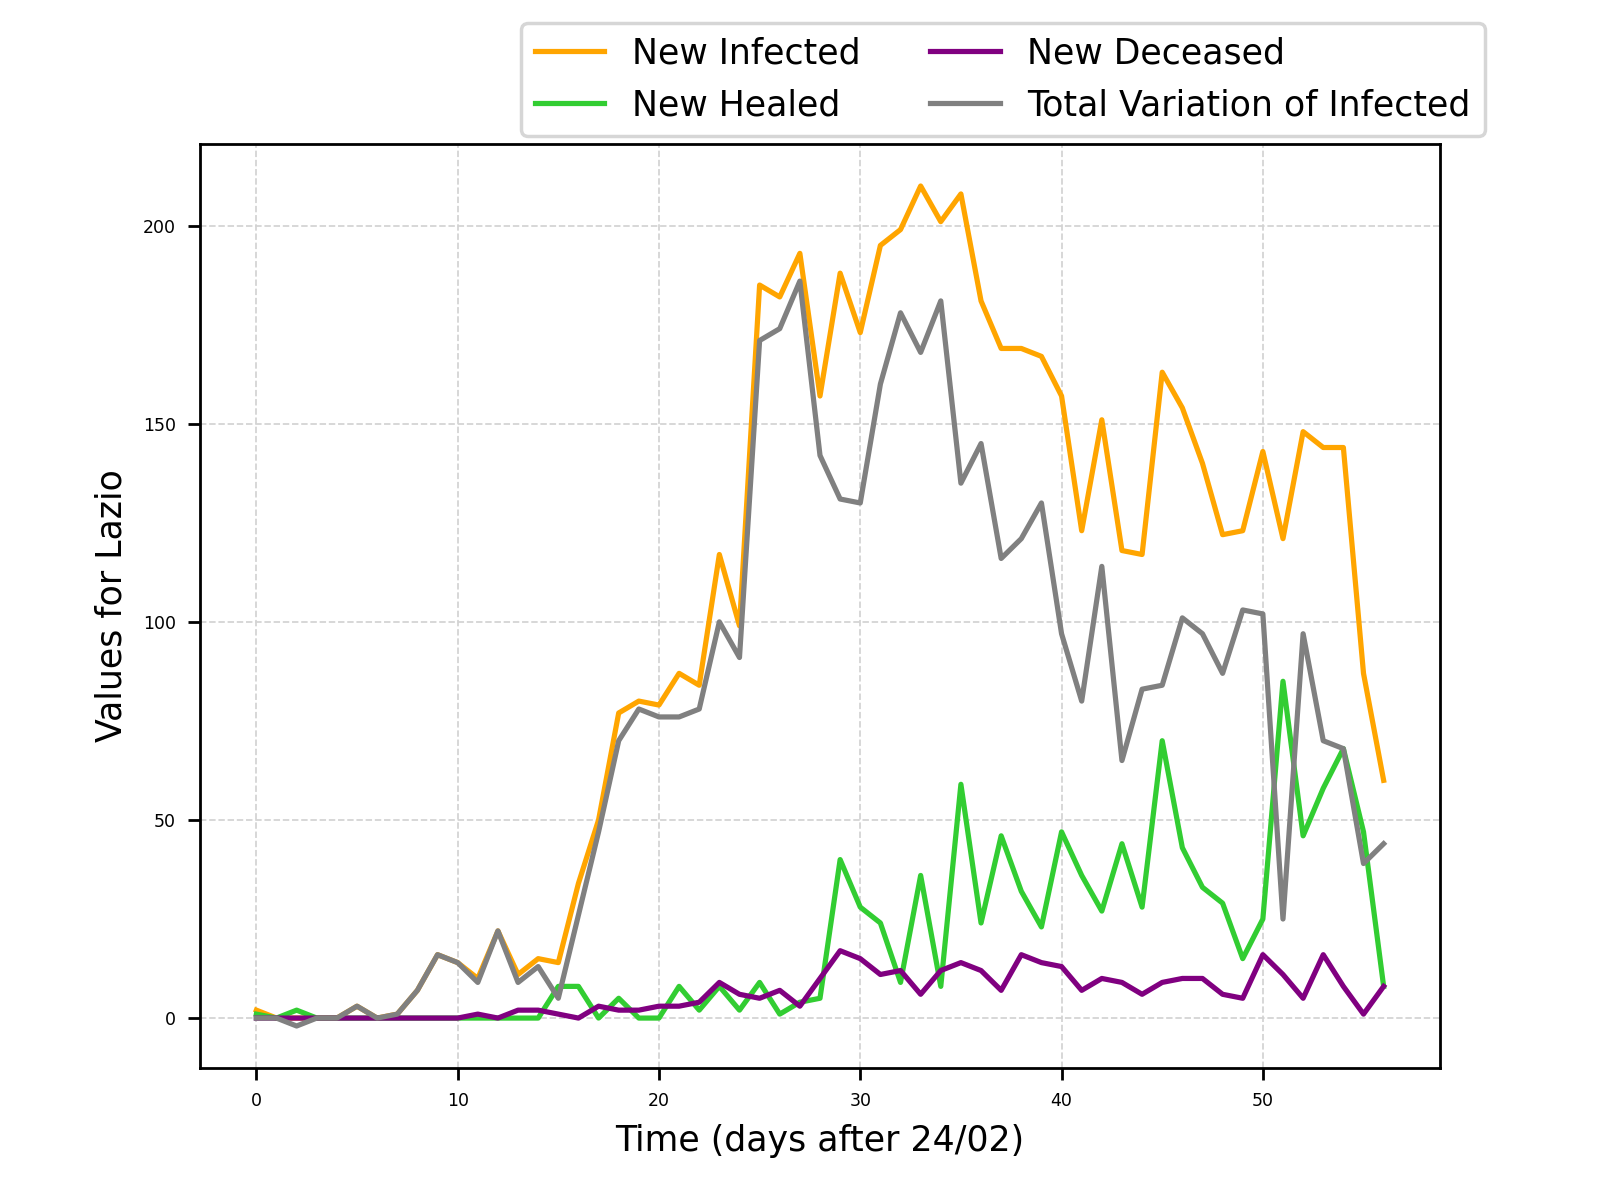 New Infected
New Healed
New Deceased
Total Variation of Infected
200
150
100
50
0
Values for Lazio
0 10 20 30 40 50
Time (days after 24/02)